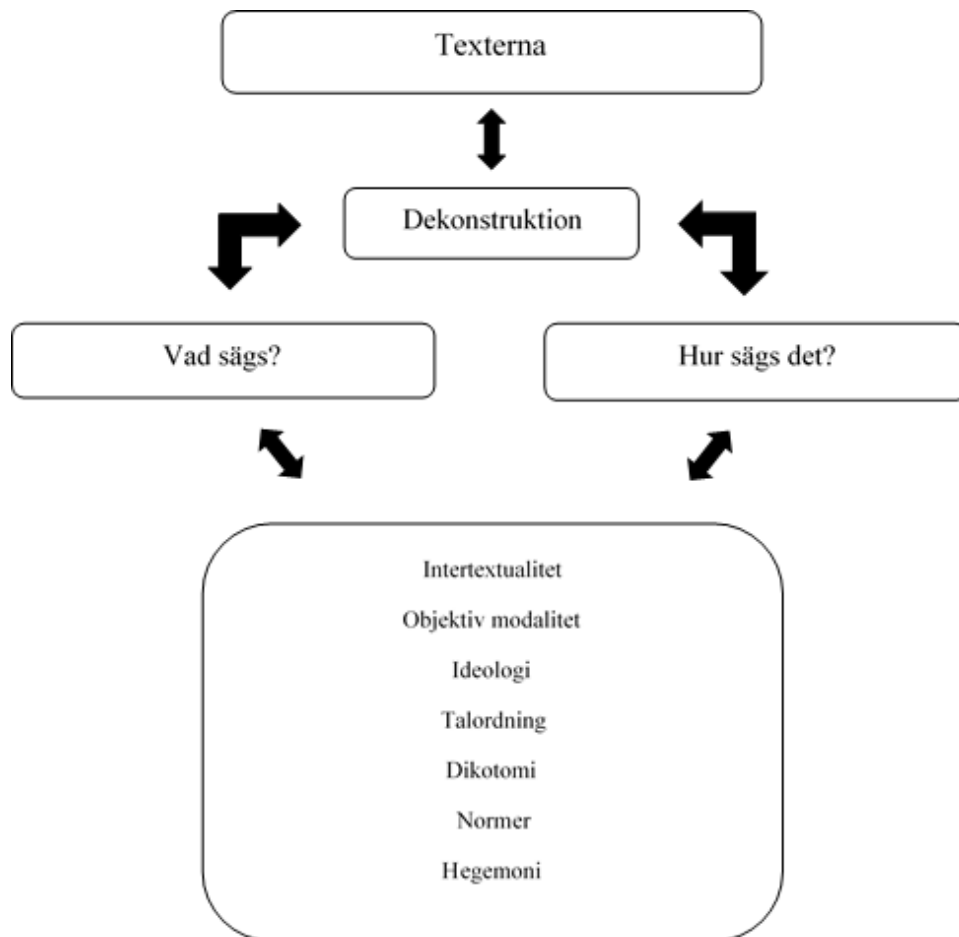 Texterna
Dekonstruktion
Vad sägs?
Hur sägs det?
Intertextualitet
Objektiv modalitet
Ideologi
Talordning
Dikotomi
Normer
Hegemoni